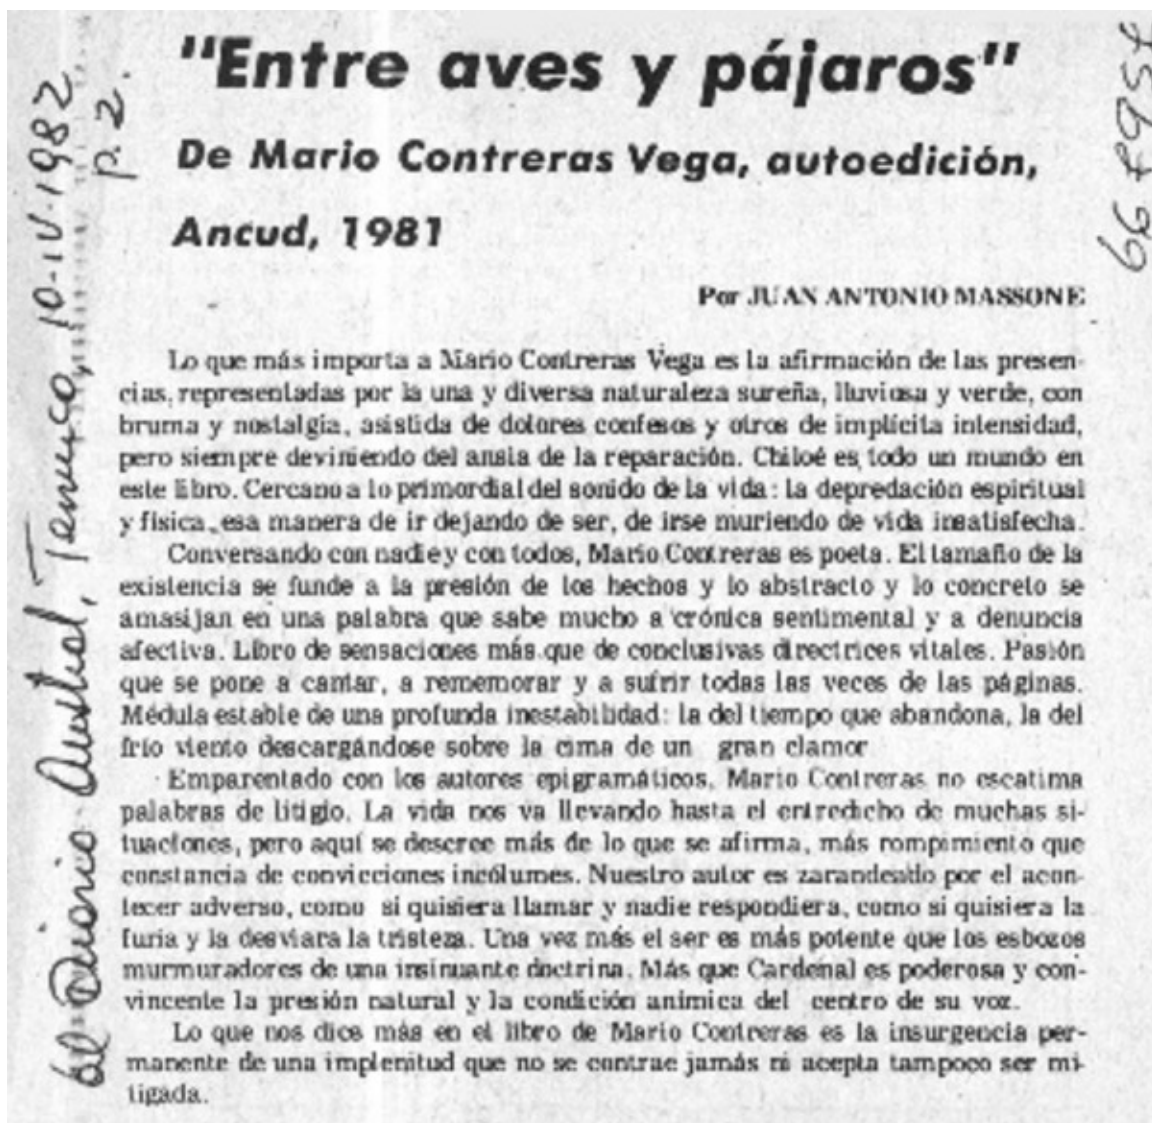 "Entre aves y pájaros"
De Mario Contreras Vega, autoedición,
Ancud, 1981
Por JUAN ANTONIO MASSONE
Lo que más importa a Mario Contreras Vega es la afirmación de las presen-
cias, representadas por la una y diversa naturaleza sureña, lluviosa y verde, con
bruma y nostalgia, asistida de dolores confesos y otros de implícita intensidad,
pero siempre deviniendo del ansia de la reparación. Chiloé es todo un mundo en
este libro. Cercano a lo primordial del sonido de la vida: la depredación espiritual
y física, esa manera de ir dejando de ser, de irse muriendo de vida insatisfecha.
Conversando con nadie y con todos, Mario Contreras es poeta. El tamaño de la
existencia se funde a la presión de los hechos y lo abstracto y lo concreto se
amasijan en una palabra que sabe mucho a crónica sentimental y a denuncia
afectiva. Libro de sensaciones más que de conclusivas directrices vitales. Pasión
que se pone a cantar, a rememorar y a sufrir todas las veces de las páginas.
Médula estable de una profunda inestabilidad: la del tiempo que abandona, la del
frío viento descargándose sobre la cima de un gran clamor
Emparentado con los autores epigramáticos, Mario Contreras no escatima
palabras de litigio. La vida nos va llevando hasta el entredicho de muchas si-
tuaciones, pero aquí se descree más de lo que se afirma, más rompimiento que
constancia de convicciones incólumes. Nuestro autor es zarandeado por el acon-
tecer adverso, como si quisiera llamar y nadie respondiera, como si quisiera la
furia y la desviara la tristeza. Una vez más el ser es más potente que los esbozos
murmuradores de una insinuante doctrina. Más que Cardenal es poderosa y con-
vincente la presión natural y la condición anímica del centro de su voz.
Lo que nos dice más en el libro de Mario Contreras es la insurgencia per-
manente de una implenitud que no se contrae jamás ni acepta tampoco ser mi-
tigada.
El Diario Austral, Temuco, 10-IV-1982
p. 2.